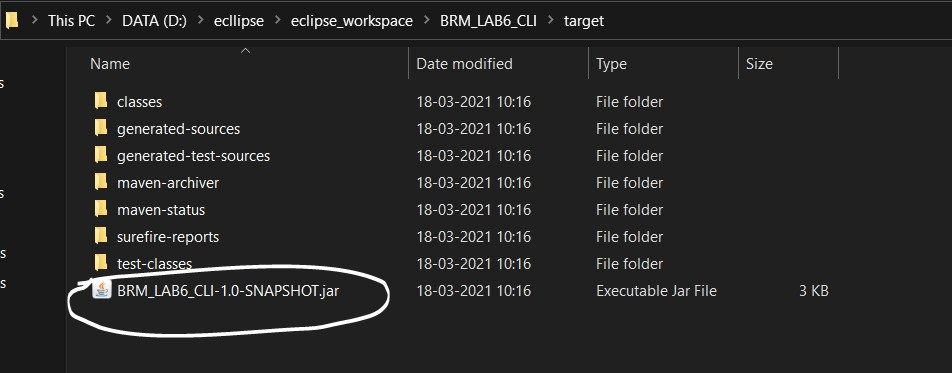 This PC > DATA (D:) > ecllipse > eclipse_workspace > BRM_LAB6_CLI > target
Name Date modified Type Size
classes 18-03-2021 10:16 File folder
generated-sources 18-03-2021 10:16 File folder
generated-test-sources 18-03-2021 10:16 File folder
maven-archiver 18-03-2021 10:16 File folder
maven-status 18-03-2021 10:16 File folder
surefire-reports 18-03-2021 10:16 File folder
test-classes 18-03-2021 10:16 File folder
BRM_LAB6_CLI-1.0-SNAPSHOT.jar 18-03-2021 10:16 Executable Jar File 3 KB